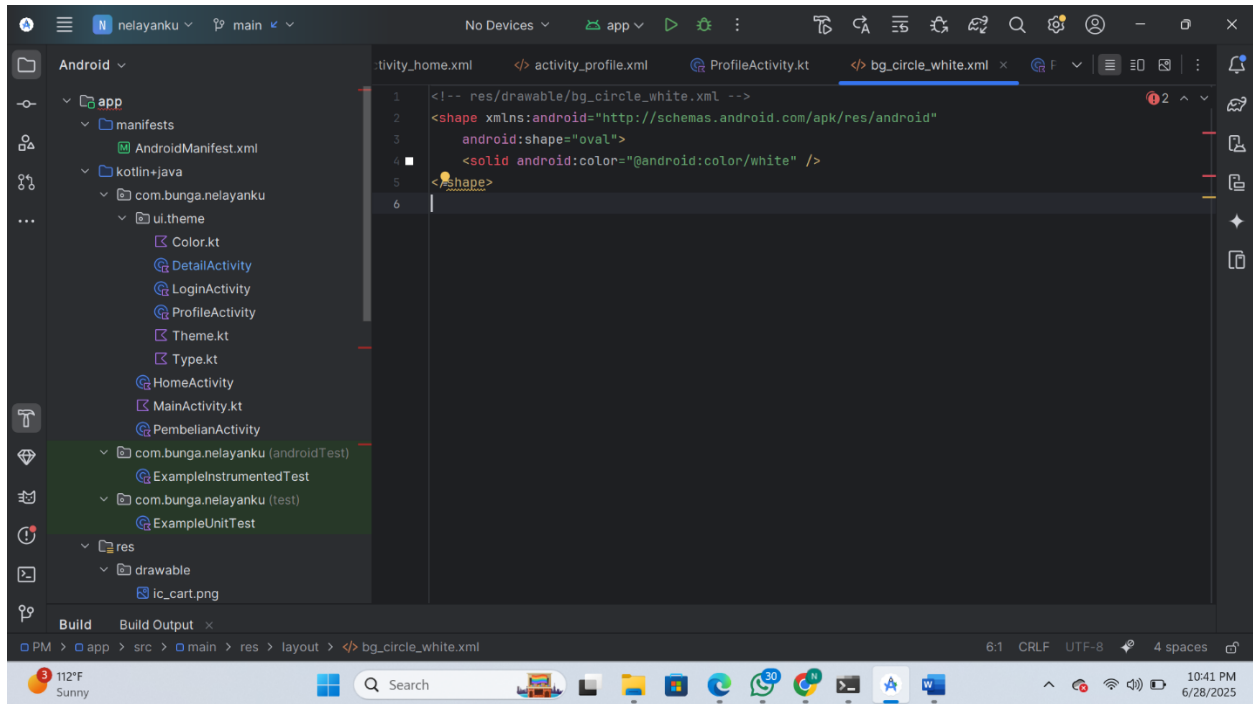 N nelayanku main No Devices app
Android
:tivity_home.xml activity_profile.xml ProfileActivity.kt bg_circle_white.xml F
app
manifests
AndroidManifest.xml
kotlin+java
com.bunga.nelayanku
ui.theme
Color.kt
DetailActivity
LoginActivity
ProfileActivity
Theme.kt
Type.kt
HomeActivity
MainActivity.kt
PembelianActivity
com.bunga.nelayanku (androidTest)
ExampleInstrumentedTest
com.bunga.nelayanku (test)
ExampleUnitTest
res
drawable
ic_cart.png
1 <!-- res/drawable/bg_circle_white.xml -->
2 <shape xmlns:android="http://schemas.android.com/apk/res/android"
3 android:shape="oval">
4 <solid android:color="@android:color/white" />
5 </shape>
6
2
Build Build Output
PM > app > src > main > res > layout > bg_circle_white.xml 6:1 CRLF UTF-8 4 spaces
3 112°F
Sunny
Search
30
N
W
10:41 PM
6/28/2025